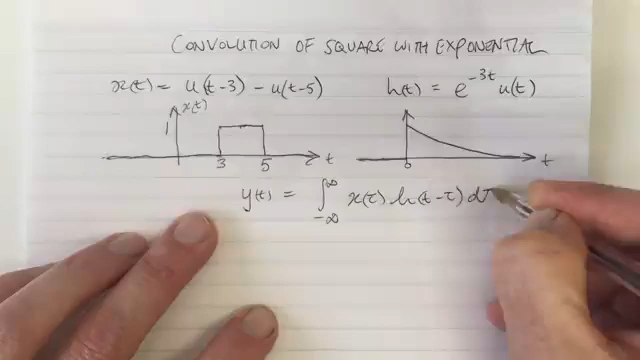 CONVOLUTION OF SQUARE WITH EXPONENTIAL
x(t) = u(t-3) - u(t-5)
h(t) = e^{-3t} u(t)
x(t)
1
3 5 t
0 t
y(t) = ∫_{-∞}^{∞} x(τ) h(t-τ) dτ